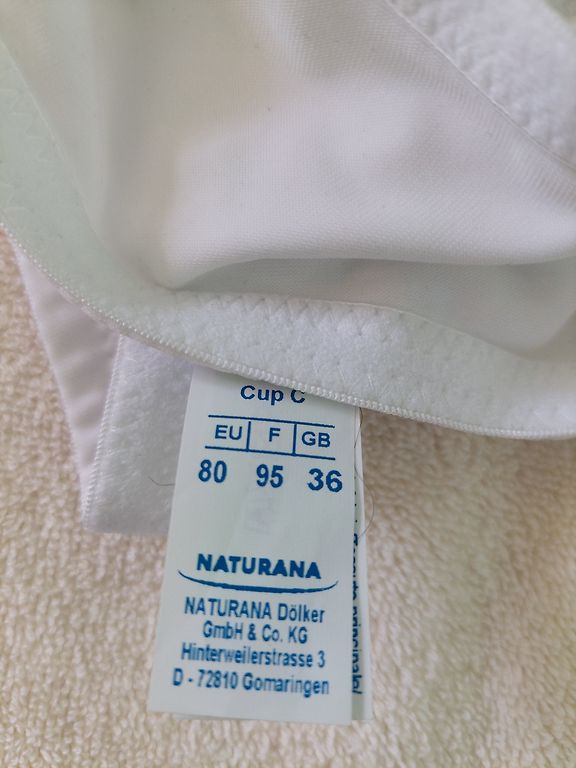 Cup C
EU F GB
80 95 36
NATURANA
NATURANA Dölker
GmbH & Co. KG
Hinterweilerstrasse 3
D - 72810 Gomaringen